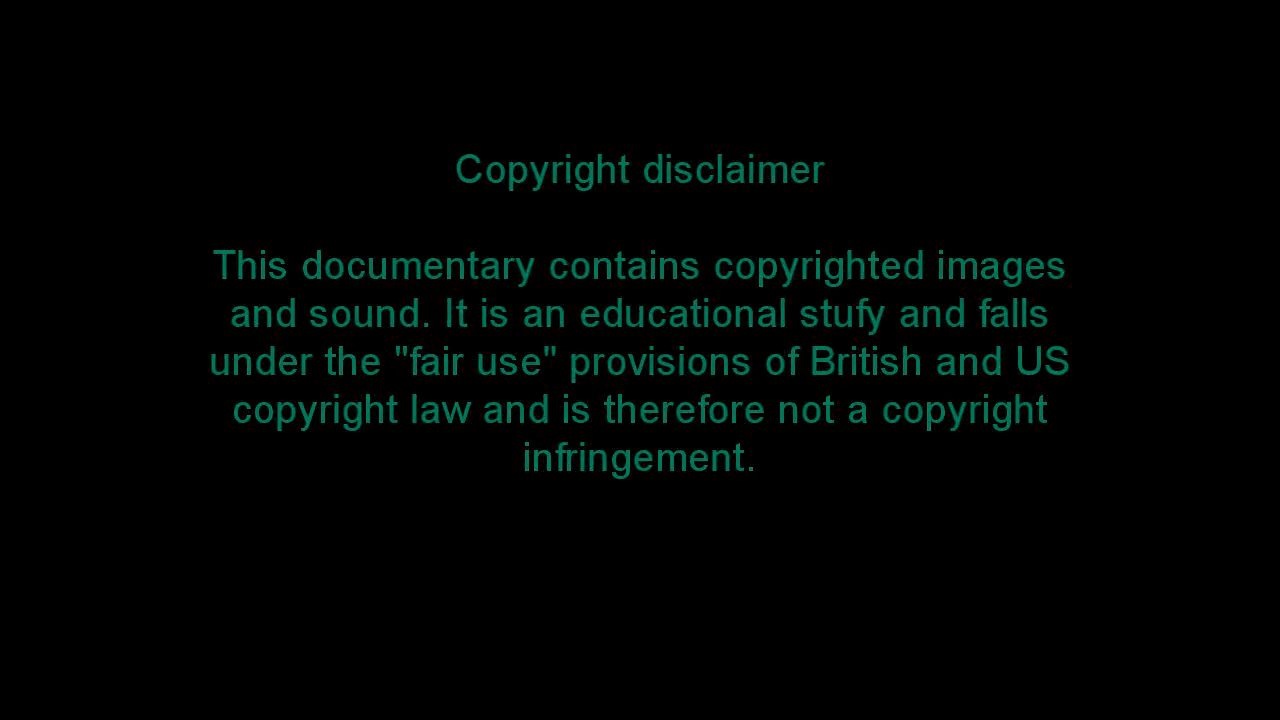 Copyright disclaimer
This documentary contains copyrighted images
and sound. It is an educational stufy and falls
under the "fair use" provisions of British and US
copyright law and is therefore not a copyright
infringement.